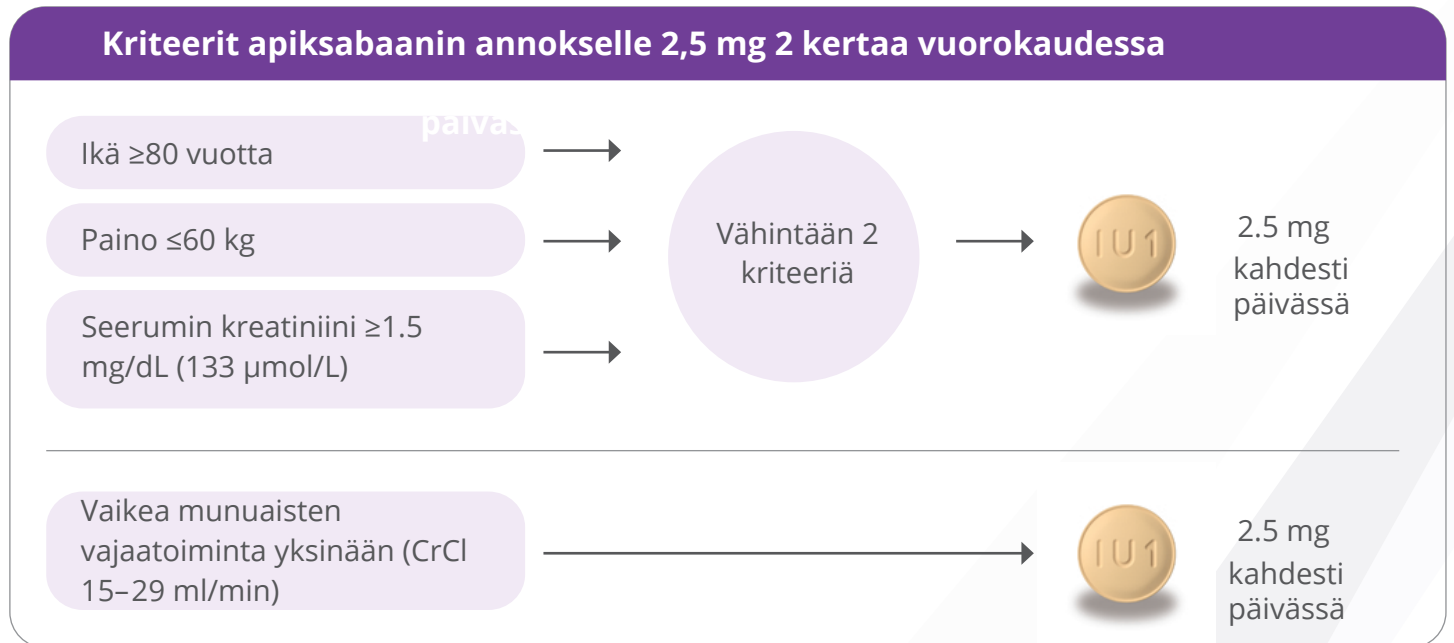 Kriteerit apiksabaanin annokselle 2,5 mg 2 kertaa vuorokaudessa
Ikä ≥80 vuotta
Paino ≤60 kg
Seerumin kreatiniini ≥1.5
mg/dL (133 µmol/L)
Vähintään 2
kriteeriä
IU1
2.5 mg
kahdesti
päivässä
Vaikea munuaisten
vajaatoiminta yksinään (CrCl
15–29 ml/min)
IU1
2.5 mg
kahdesti
päivässä